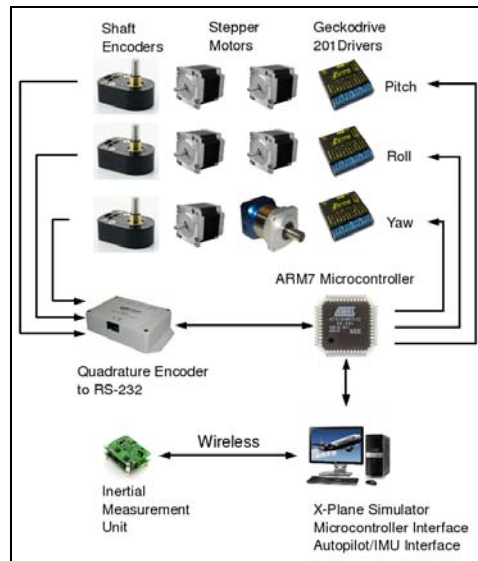 Shaft
Encoders
Stepper
Motors
Geckodrive
201Drivers
Pitch
Roll
Yaw
ARM7 Microcontroller
Quadrature Encoder
to RS-232
Wireless
Inertial
Measurement
Unit
X-Plane Simulator
Microcontroller Interface
Autopilot/IMU Interface